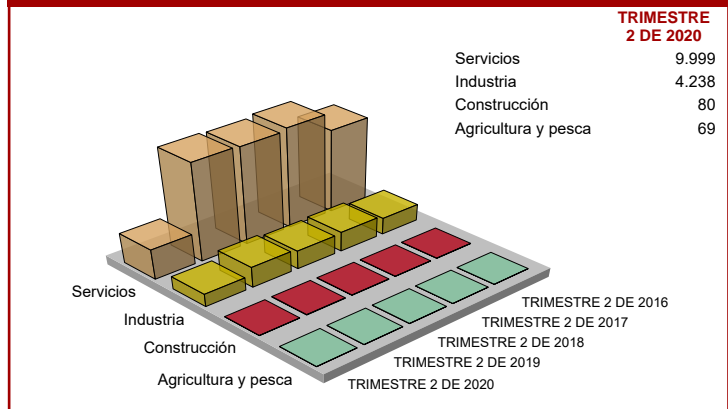 TRIMESTRE
2 DE 2020
Servicios 9.999
Industria 4.238
Construcción 80
Agricultura y pesca 69
Servicios
Industria
Construcción
Agricultura y pesca
TRIMESTRE 2 DE 2016
TRIMESTRE 2 DE 2017
TRIMESTRE 2 DE 2018
TRIMESTRE 2 DE 2019
TRIMESTRE 2 DE 2020